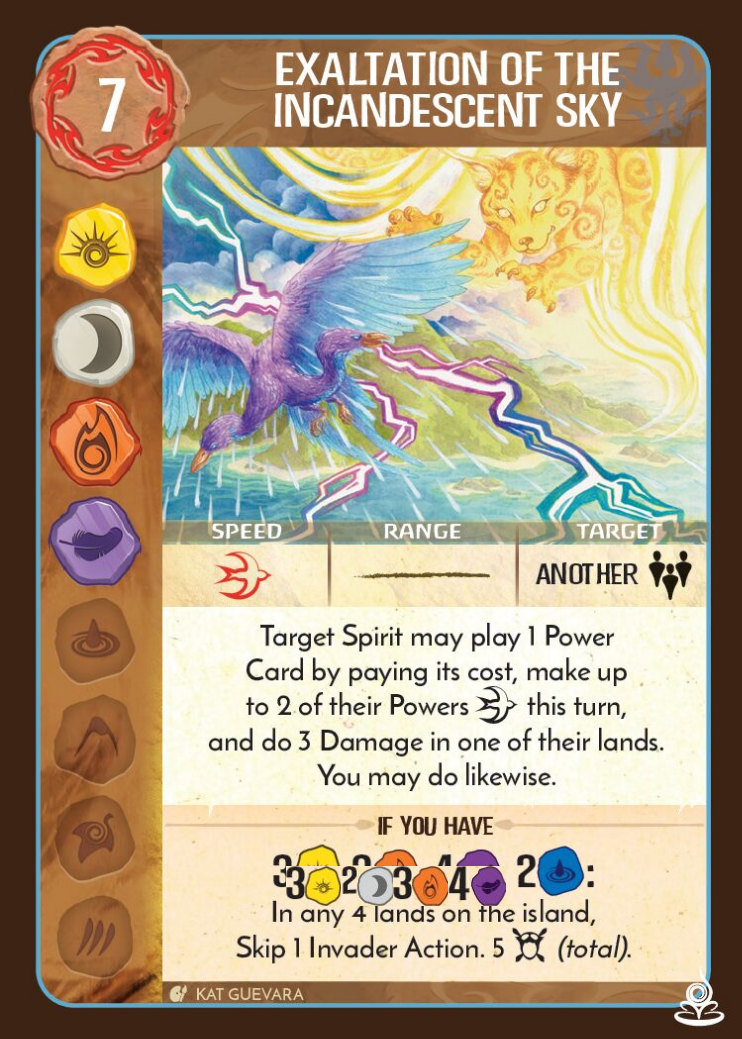 7
EXALTATION OF THE
INCANDESCENT SKY
SPEED RANGE TARGET
ANOTHER
Target Spirit may play 1 Power
Card by paying its cost, make up
to 2 of their Powers this turn,
and do 3 Damage in one of their lands.
You may do likewise.
IF YOU HAVE
3 2:
3 2 3 4
In any 4 lands on the island,
Skip 1 Invader Action. 5 (total).
KAT GUEVARA